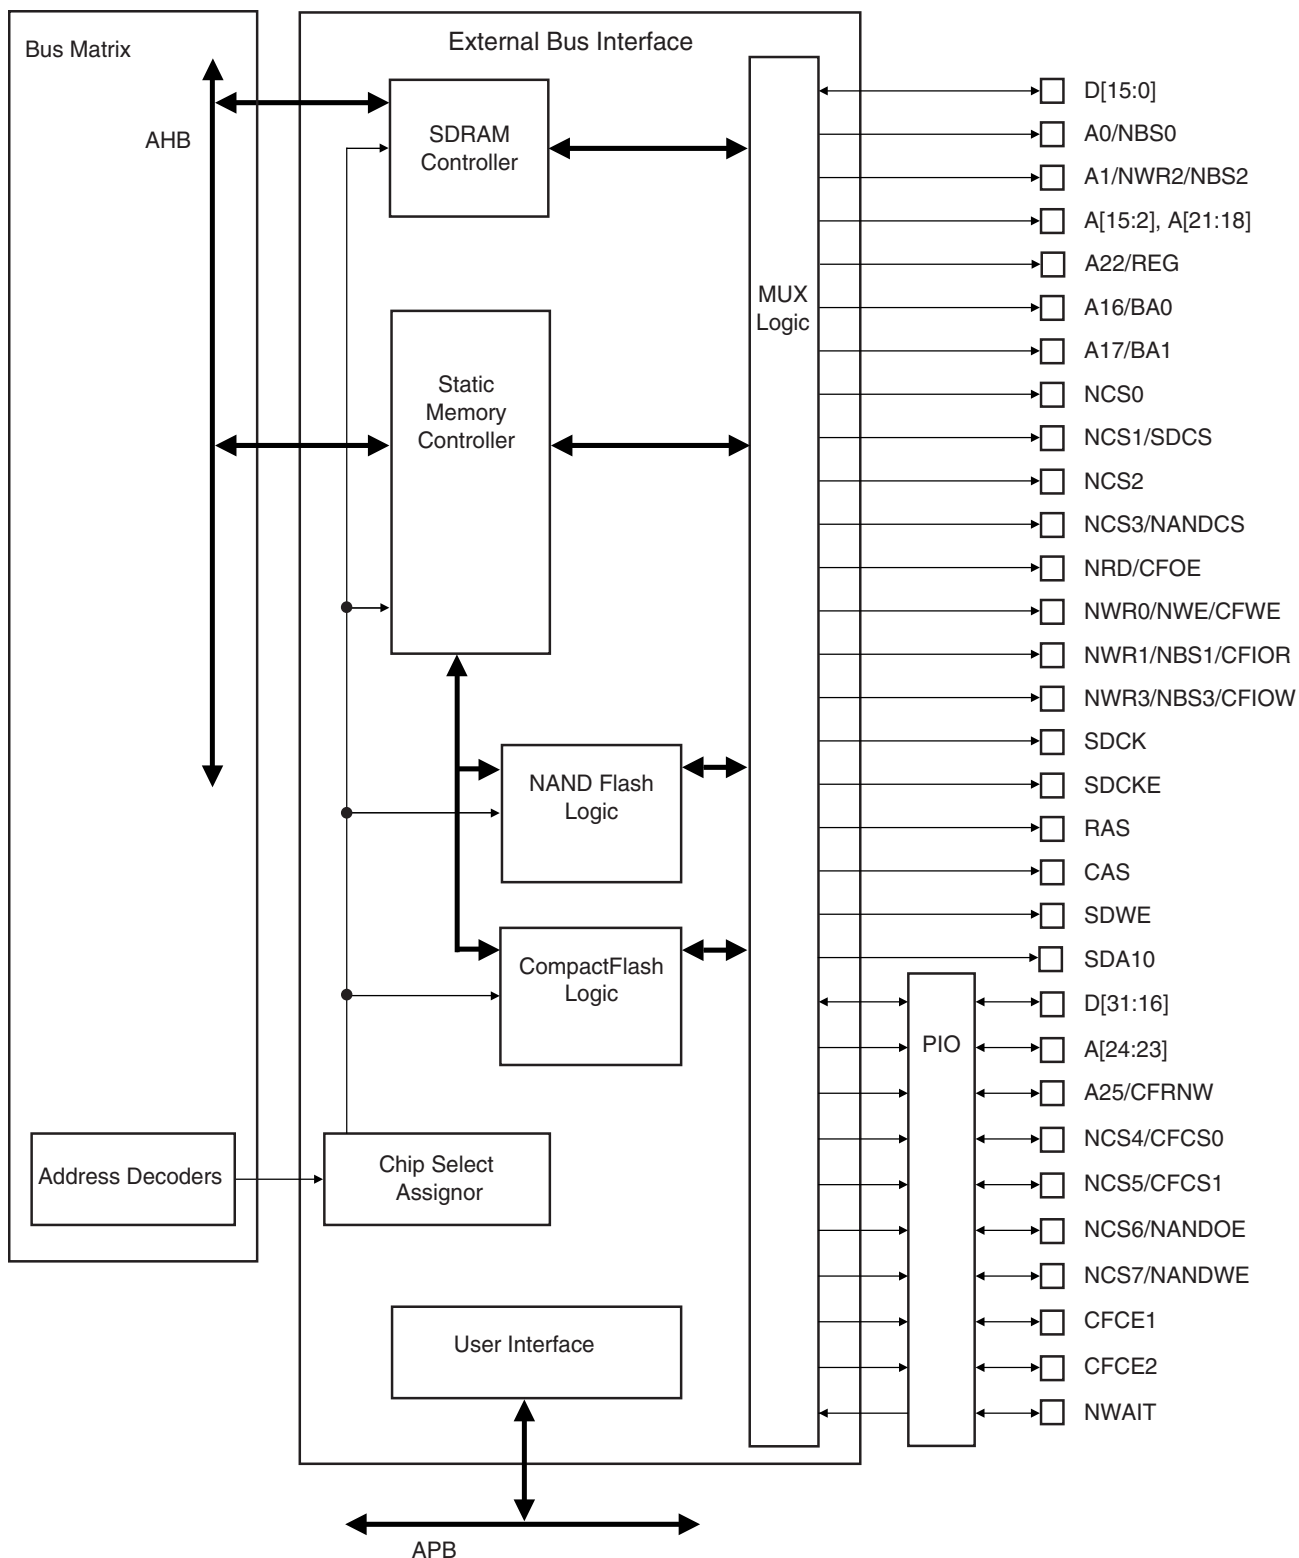 Bus Matrix
External Bus Interface
AHB
SDRAM
Controller
MUX
Logic
Static
Memory
Controller
NAND Flash
Logic
CompactFlash
Logic
Address Decoders
Chip Select
Assignor
User Interface
APB
PIO
D[15:0]
A0/NBS0
A1/NWR2/NBS2
A[15:2], A[21:18]
A22/REG
A16/BA0
A17/BA1
NCS0
NCS1/SDCS
NCS2
NCS3/NANDCS
NRD/CFOE
NWR0/NWE/CFWE
NWR1/NBS1/CFIOR
NWR3/NBS3/CFIOW
SDCK
SDCKE
RAS
CAS
SDWE
SDA10
D[31:16]
A[24:23]
A25/CFRNW
NCS4/CFCS0
NCS5/CFCS1
NCS6/NANDOE
NCS7/NANDWE
CFCE1
CFCE2
NWAIT